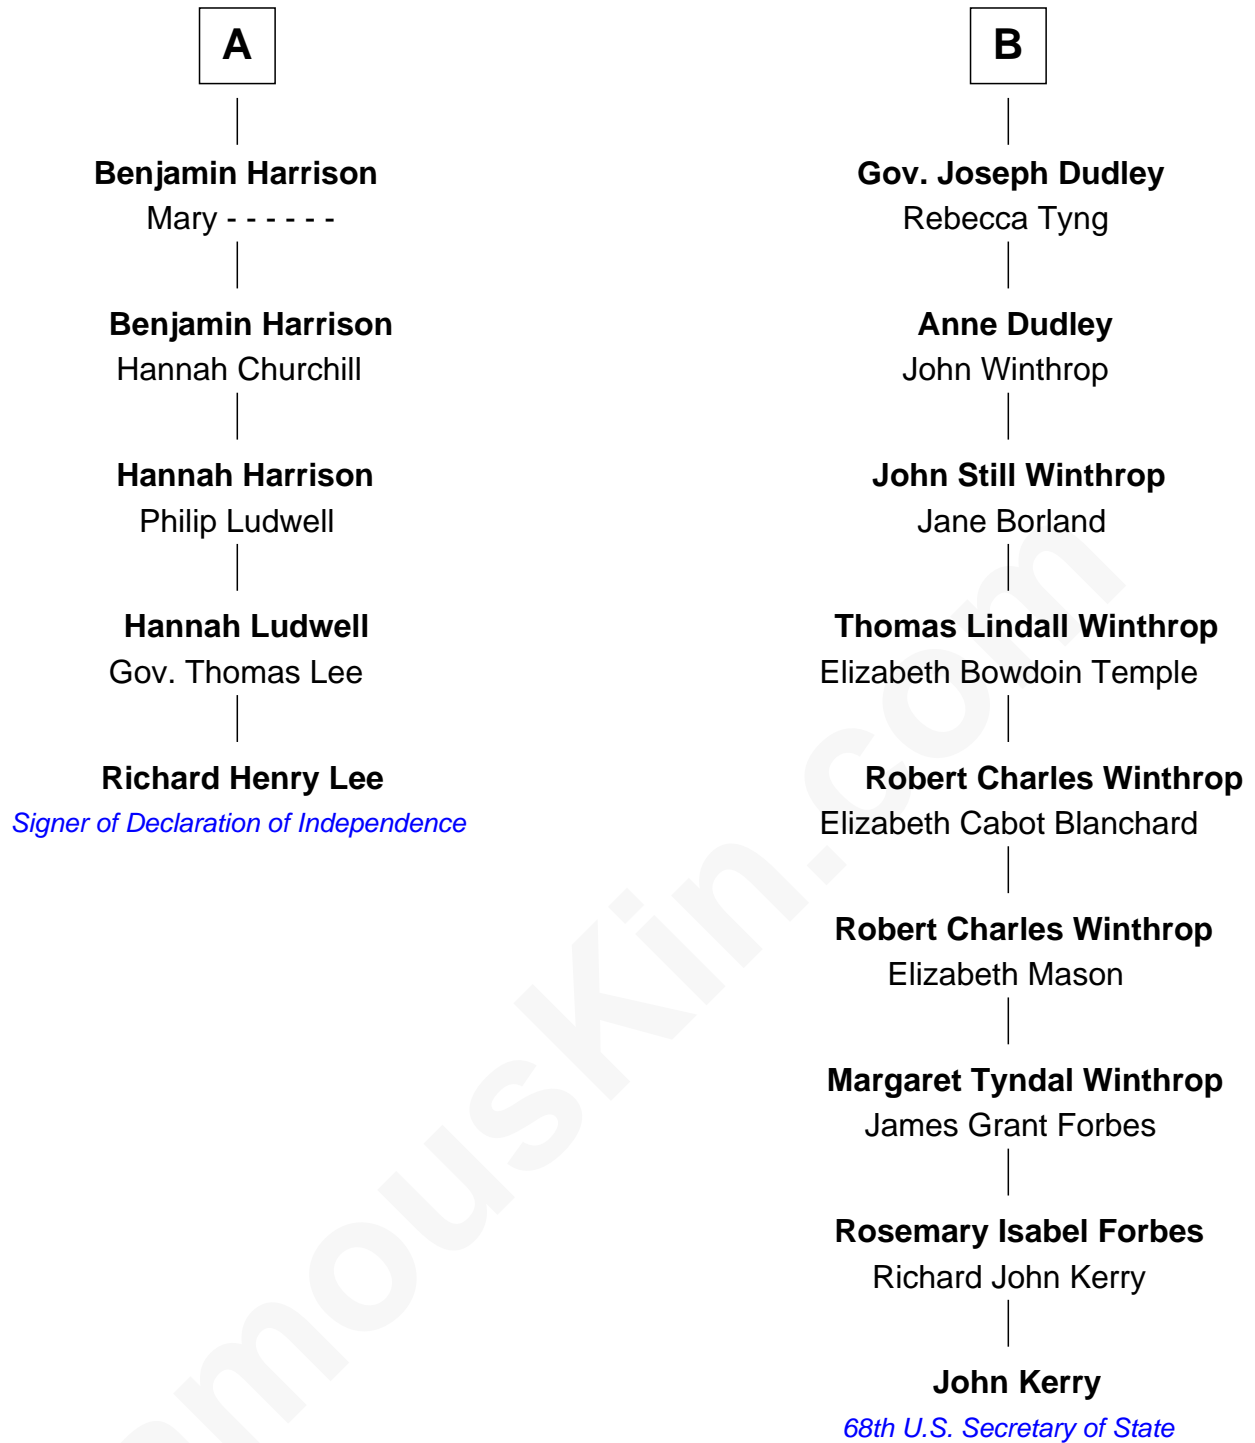 A
Benjamin Harrison
Mary - - - - - -
Benjamin Harrison
Hannah Churchill
Hannah Harrison
Philip Ludwell
Hannah Ludwell
Gov. Thomas Lee
Richard Henry Lee
Signer of Declaration of Independence
B
Gov. Joseph Dudley
Rebecca Tyng
Anne Dudley
John Winthrop
John Still Winthrop
Jane Borland
Thomas Lindall Winthrop
Elizabeth Bowdoin Temple
Robert Charles Winthrop
Elizabeth Cabot Blanchard
Robert Charles Winthrop
Elizabeth Mason
Margaret Tyndal Winthrop
James Grant Forbes
Rosemary Isabel Forbes
Richard John Kerry
John Kerry
68th U.S. Secretary of State
amousKin.com